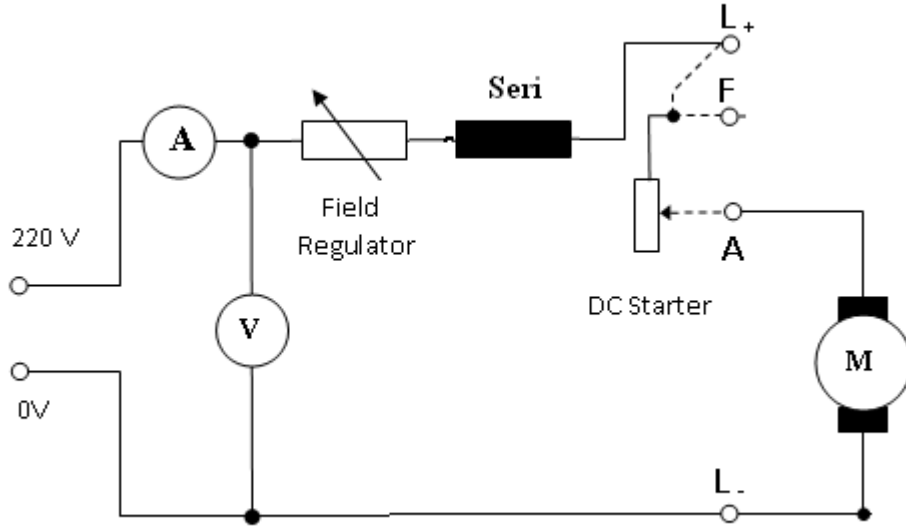 L +
Seri
F
A
Field
Regulator
220 V
A
DC Starter
V
M
0V
L -